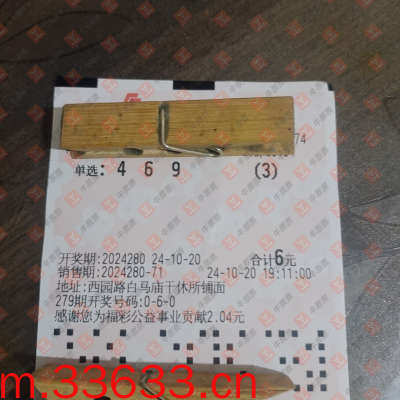 74
单选: 4 6 9 (3)
开奖期:2024280 24-10-20 合计6元
销售期:2024280-71 24-10-20 19:11:00
地址:西园路白马庙干休所铺面
279期开奖号码:0-6-0
感谢您为福彩公益事业贡献2.04元
m.33633.cn